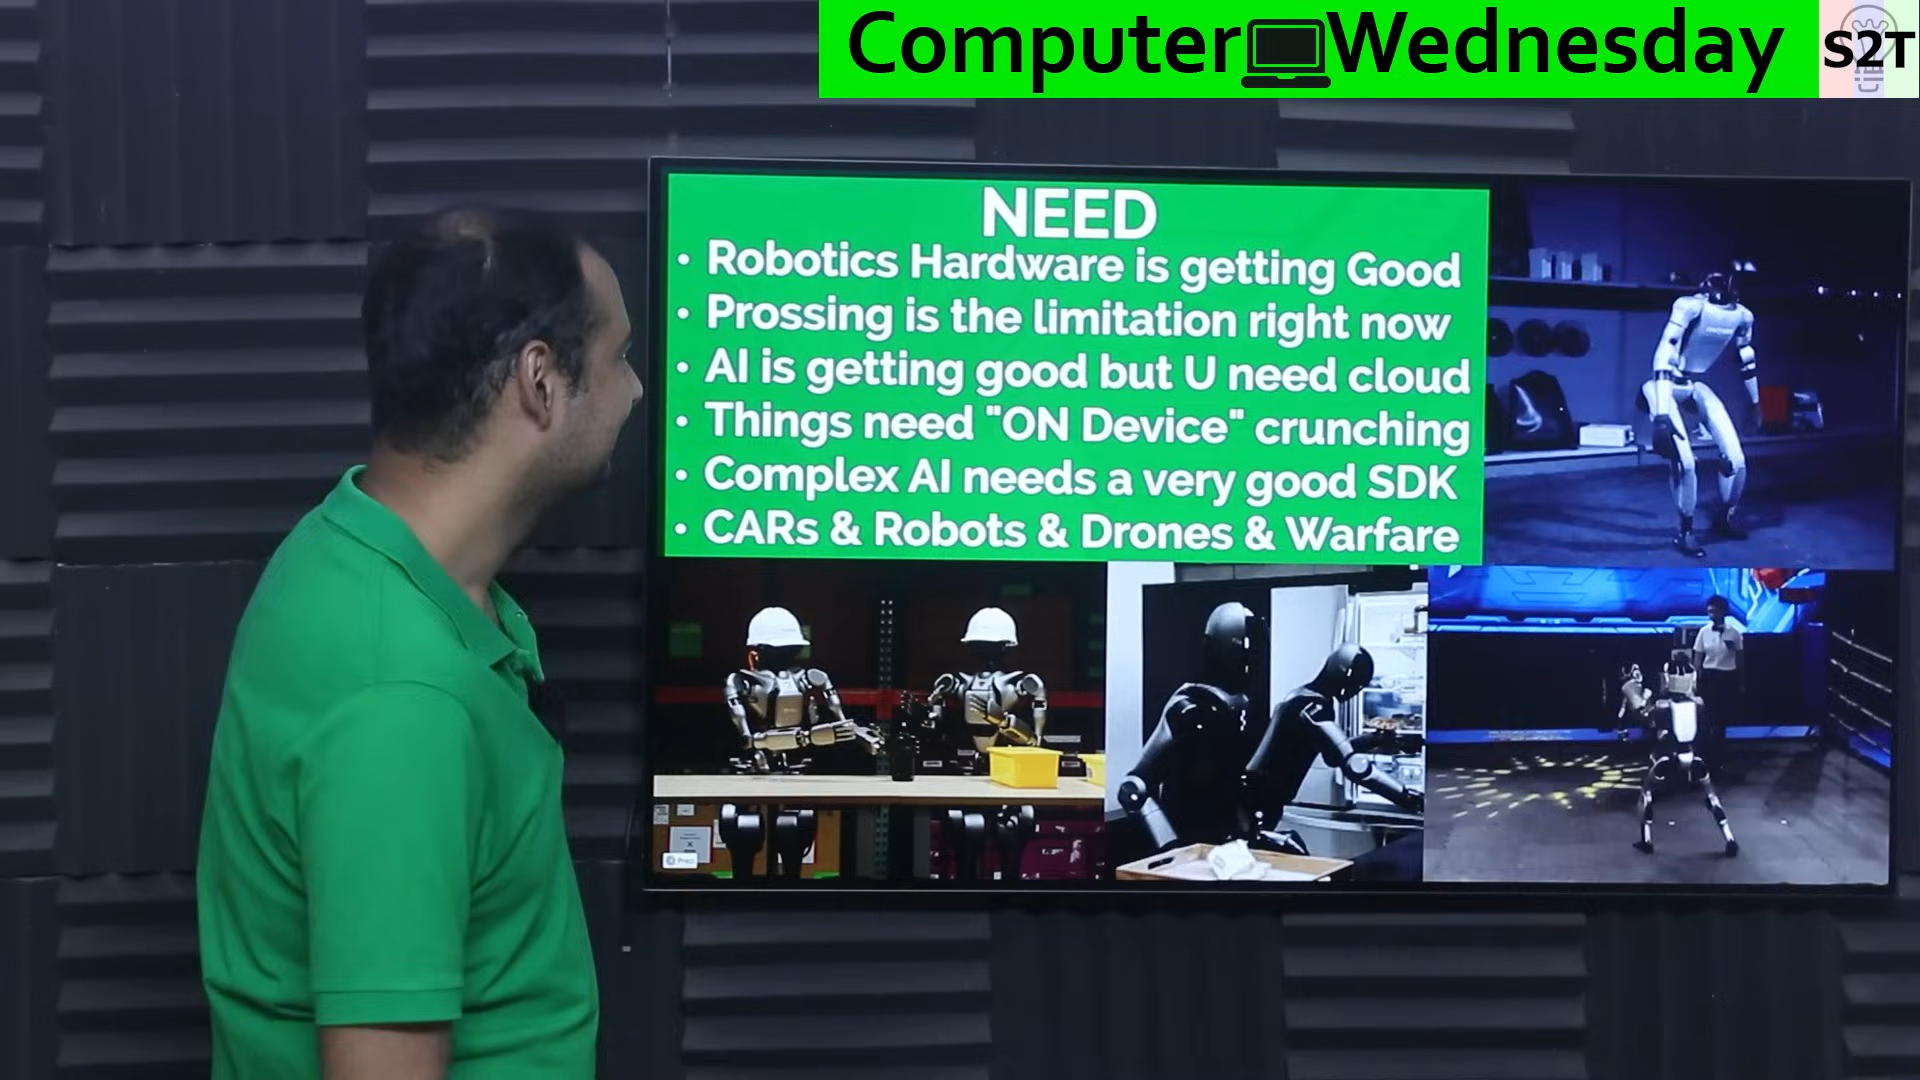 Computer Wednesday
S2T
NEED
• Robotics Hardware is getting Good
• Prossing is the limitation right now
• AI is getting good but U need cloud
• Things need "ON Device" crunching
• Complex AI needs a very good SDK
• CARs & Robots & Drones & Warfare
Prezi